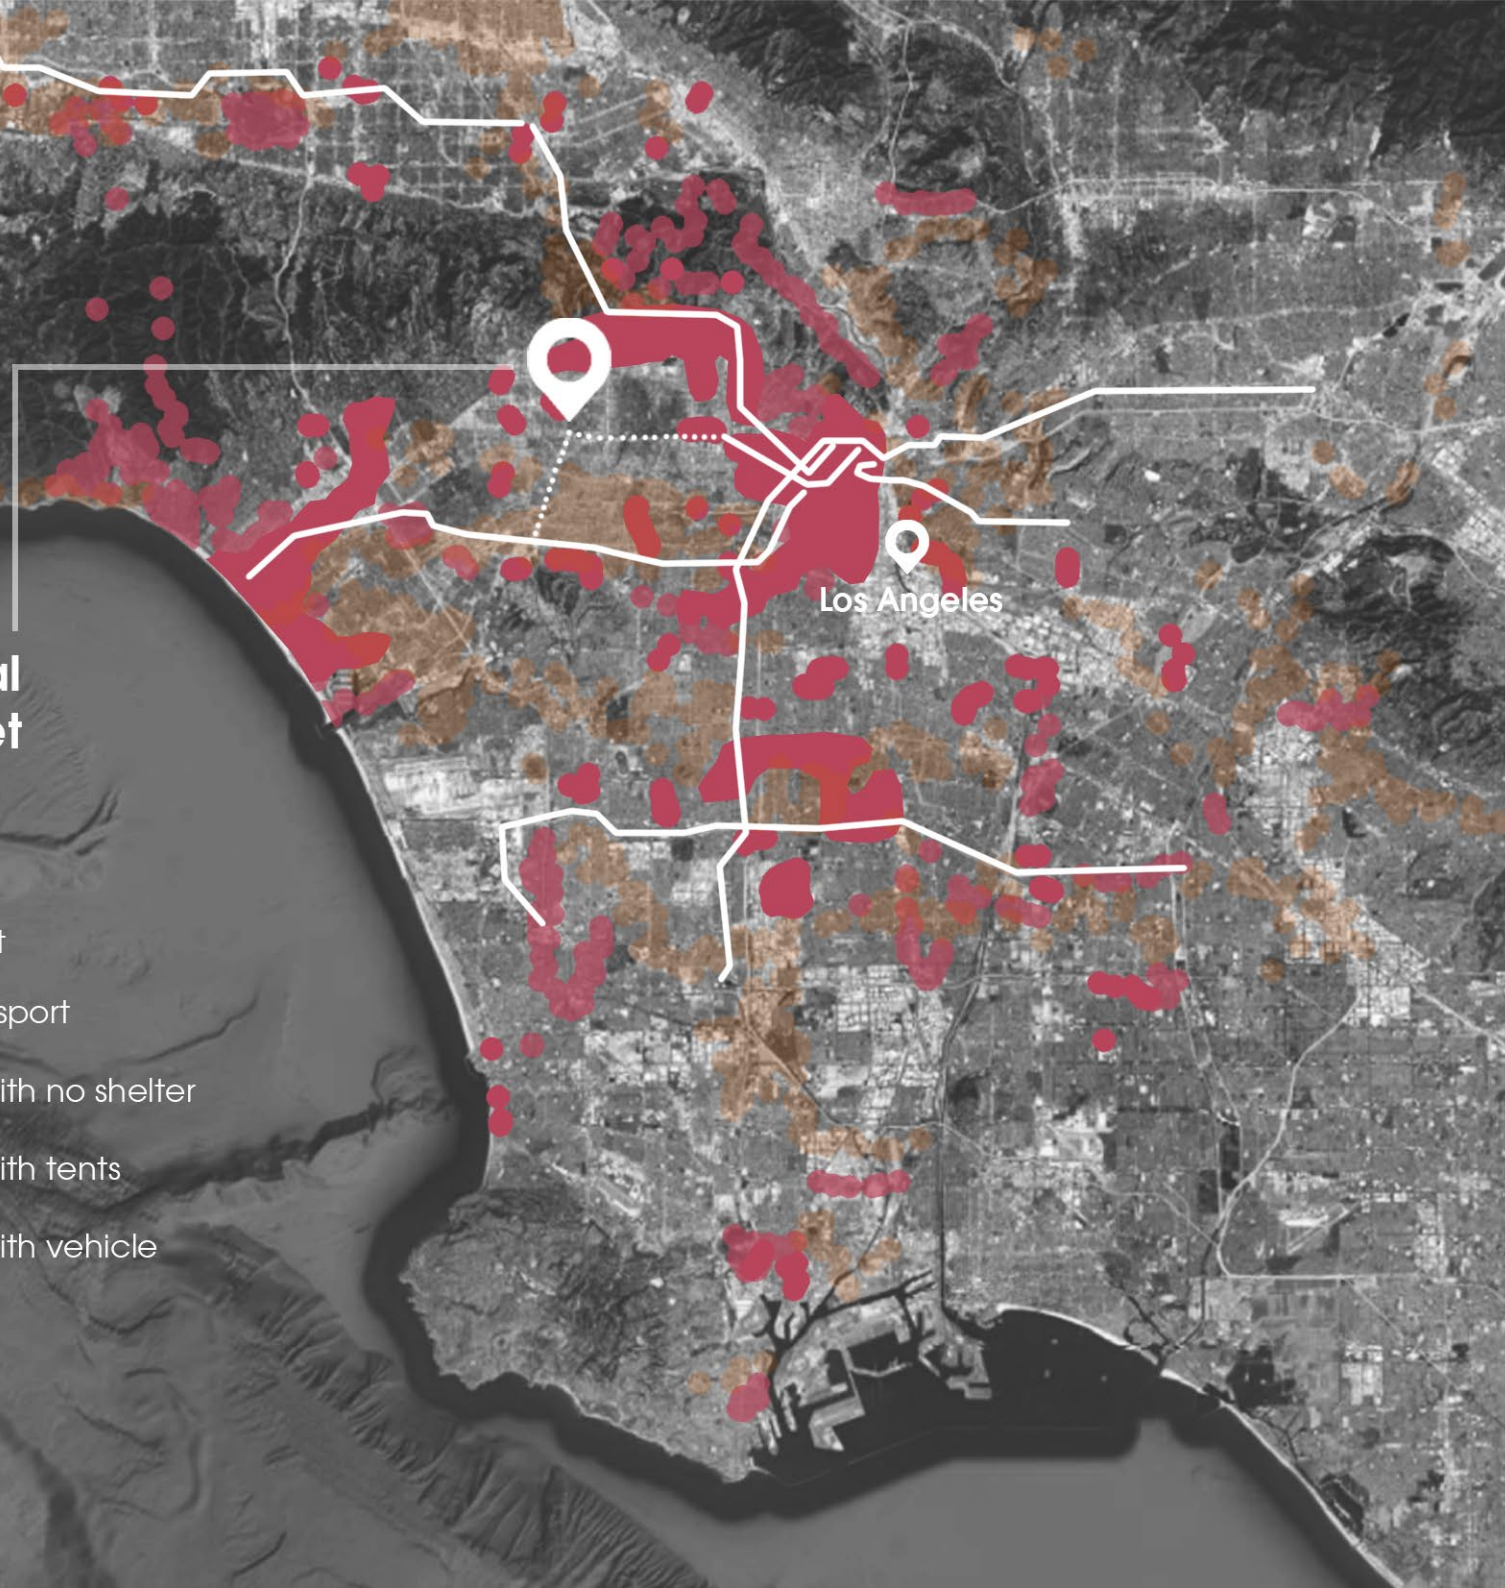 Los Angeles
al
et
t
sport
ith no shelter
ith tents
ith vehicle